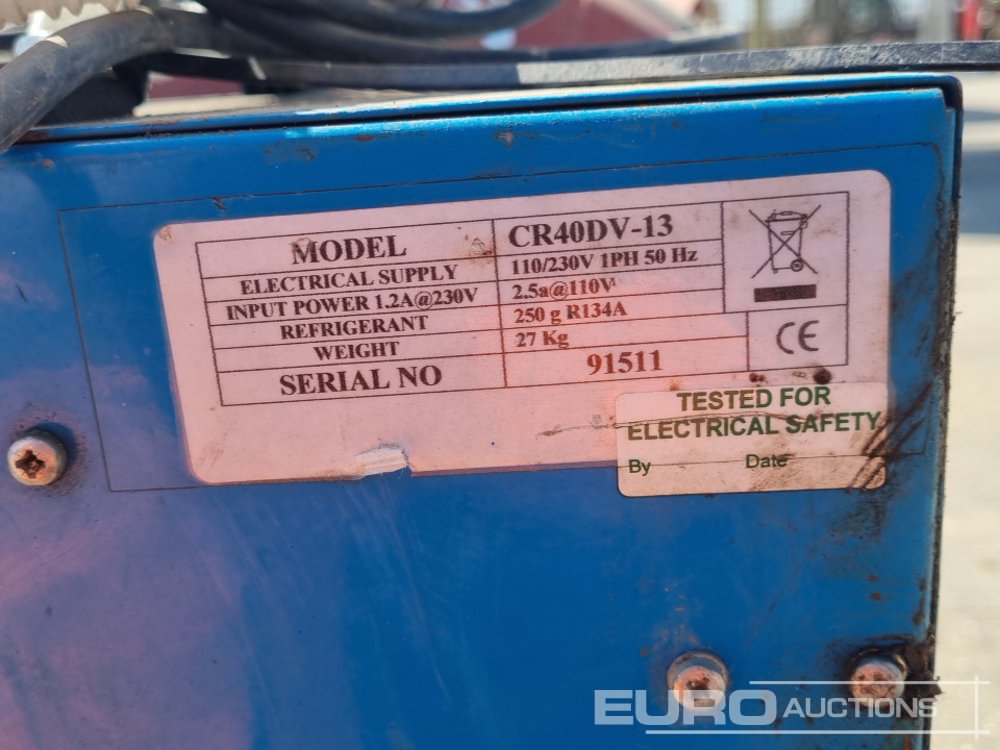 MODEL CR40DV-13
ELECTRICAL SUPPLY 110/230V 1PH 50 Hz
INPUT POWER 1.2A@230V 2.5a@110V
REFRIGERANT 250 g R134A
WEIGHT 27 Kg
SERIAL NO 91511
CE
TESTED FOR
ELECTRICAL SAFETY
By Date
EURO AUCTIONS